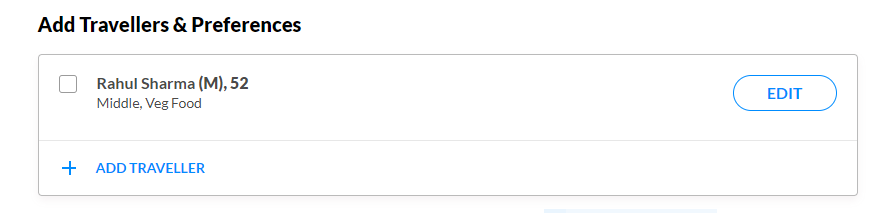 Add Travellers & Preferences
Rahul Sharma (M), 52
EDIT
Middle, Veg Food
+ ADD TRAVELLER